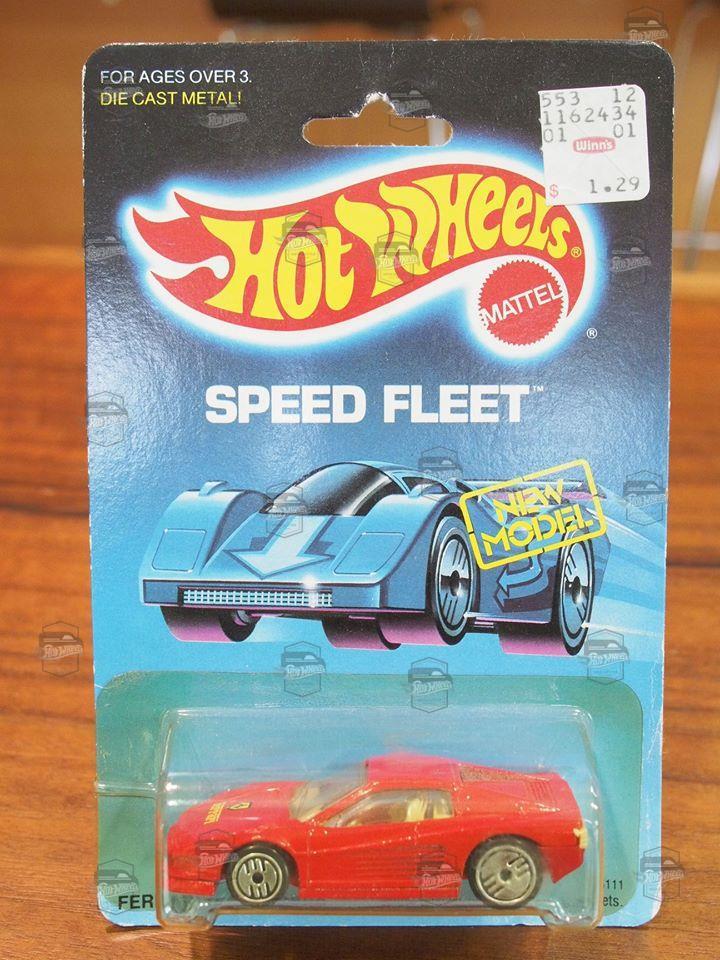 FOR AGES OVER 3.
DIE CAST METAL!
553 12
1162434
01 01
Winn's
$ 1.29
HOT WHEELS®
MATTEL
®
SPEED FLEET™
NEW
MODEL
FER
111
ets.